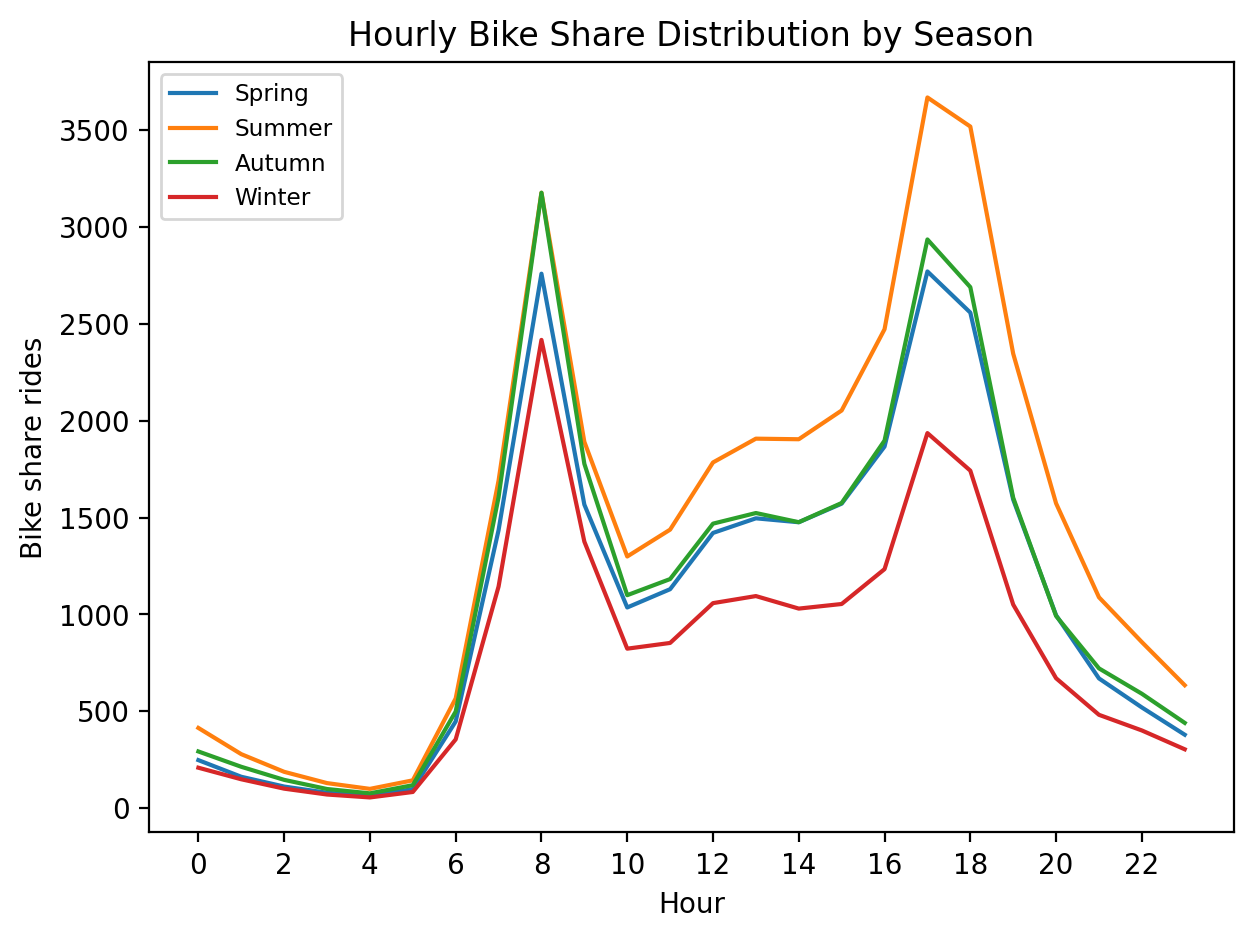 Hourly Bike Share Distribution by Season
Spring
Summer
Autumn
Winter
3500
3000
2500
2000
1500
1000
500
0
Bike share rides
0 2 4 6 8 10 12 14 16 18 20 22
Hour